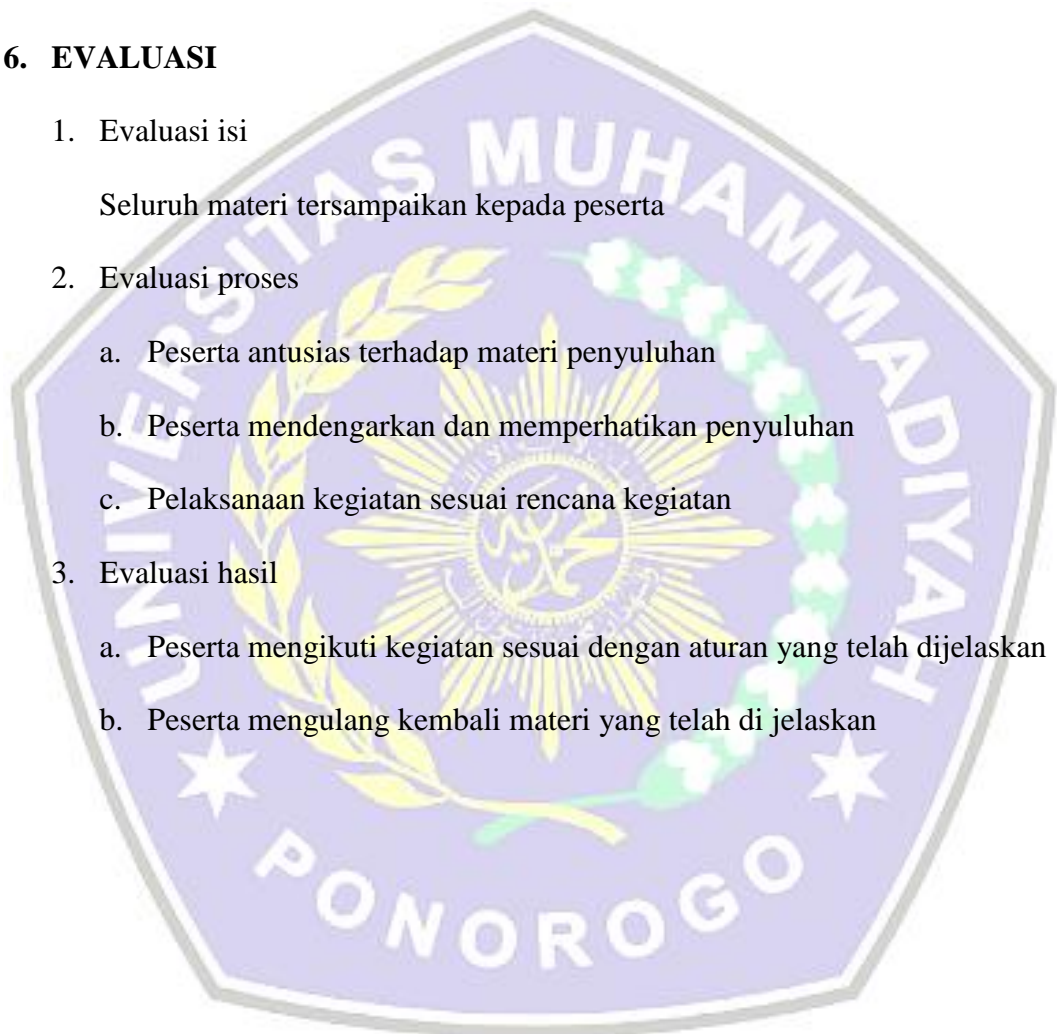 6. EVALUASI
1. Evaluasi isi
Seluruh materi tersampaikan kepada peserta
2. Evaluasi proses
a. Peserta antusias terhadap materi penyuluhan
b. Peserta mendengarkan dan memperhatikan penyuluhan
c. Pelaksanaan kegiatan sesuai rencana kegiatan
3. Evaluasi hasil
a. Peserta mengikuti kegiatan sesuai dengan aturan yang telah dijelaskan
b. Peserta mengulang kembali materi yang telah di jelaskan
UNIVERSITAS MUHAMMADIYAH
PONOROGO